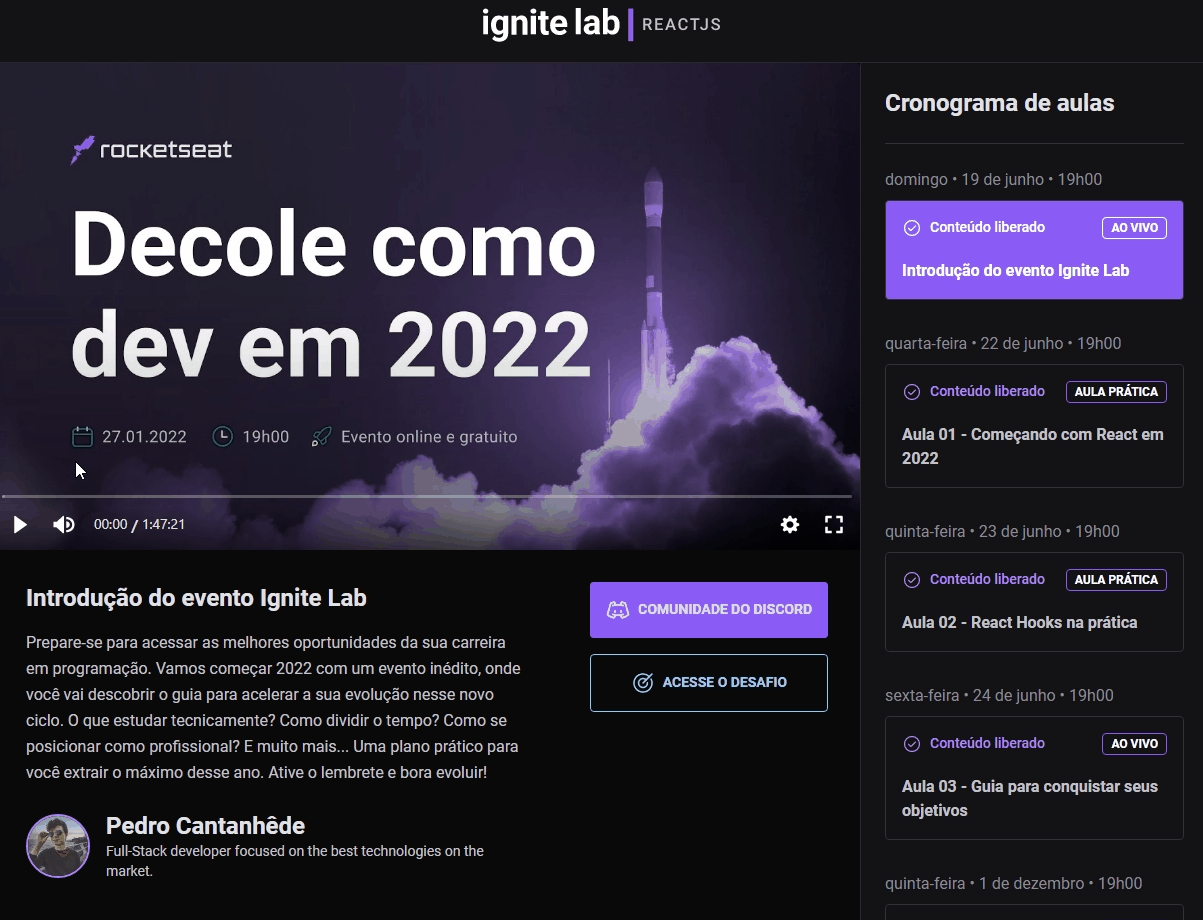 ignite lab REACTJS
rocketseat
Decole como
dev em 2022
27.01.2022 19h00 Evento online e gratuito
00:00 / 1:47:21
Introdução do evento Ignite Lab
Prepare-se para acessar as melhores oportunidades da sua carreira
em programação. Vamos começar 2022 com um evento inédito, onde
você vai descobrir o guia para acelerar a sua evolução nesse novo
ciclo. O que estudar tecnicamente? Como dividir o tempo? Como se
posicionar como profissional? E muito mais... Uma plano prático para
você extrair o máximo desse ano. Ative o lembrete e bora evoluir!
COMUNIDADE DO DISCORD
ACESSE O DESAFIO
Pedro Cantanhêde
Full-Stack developer focused on the best technologies on the
market.
Cronograma de aulas
domingo • 19 de junho • 19h00
Conteúdo liberado AO VIVO
Introdução do evento Ignite Lab
quarta-feira • 22 de junho • 19h00
Conteúdo liberado AULA PRÁTICA
Aula 01 - Começando com React em
2022
quinta-feira • 23 de junho • 19h00
Conteúdo liberado AULA PRÁTICA
Aula 02 - React Hooks na prática
sexta-feira • 24 de junho • 19h00
Conteúdo liberado AO VIVO
Aula 03 - Guia para conquistar seus
objetivos
quinta-feira • 1 de dezembro • 19h00